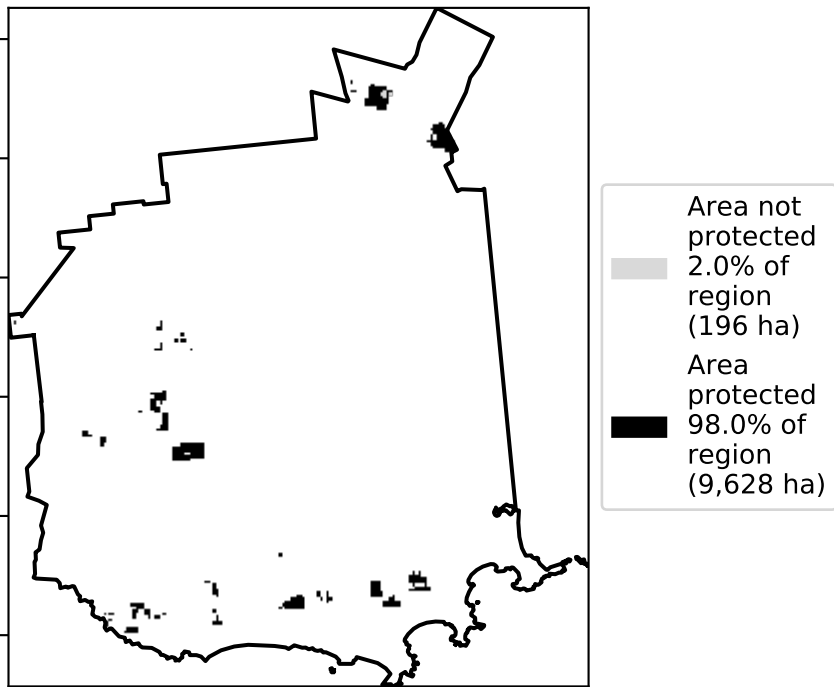 Area not
protected
2.0% of
region
(196 ha)
Area
protected
98.0% of
region
(9,628 ha)